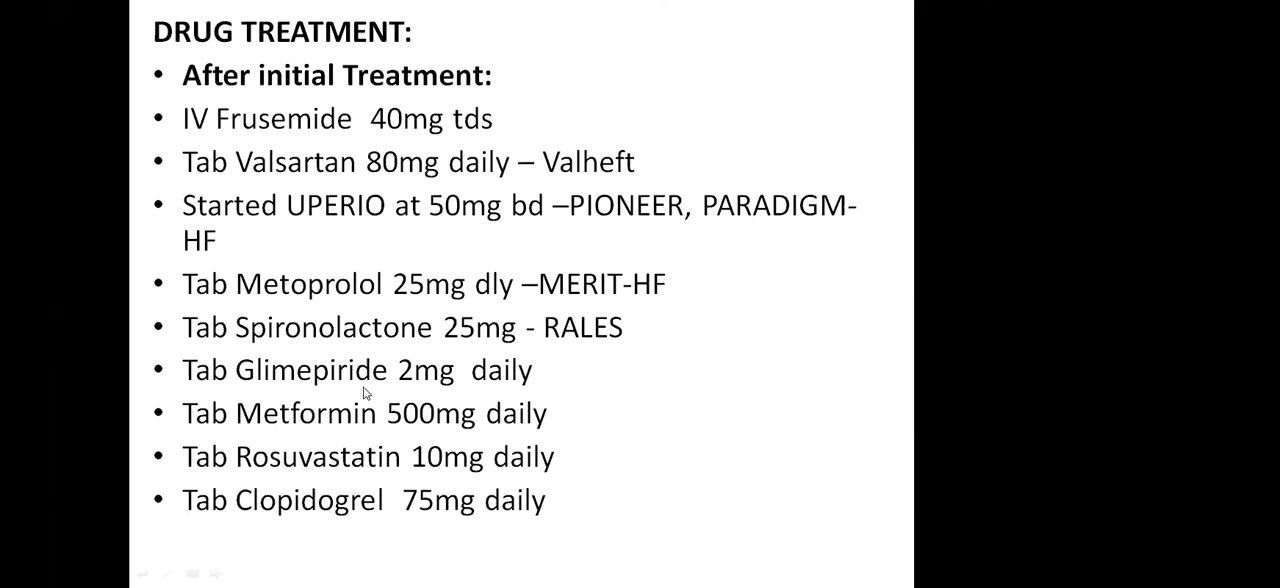 DRUG TREATMENT:
• After initial Treatment:
• IV Frusemide  40mg tds
• Tab Valsartan 80mg daily – Valheft
• Started UPERIO at 50mg bd –PIONEER, PARADIGM-
HF
• Tab Metoprolol 25mg dly –MERIT-HF
• Tab Spironolactone 25mg - RALES
• Tab Glimepiride 2mg  daily
• Tab Metformin 500mg daily
• Tab Rosuvastatin 10mg daily
• Tab Clopidogrel  75mg daily